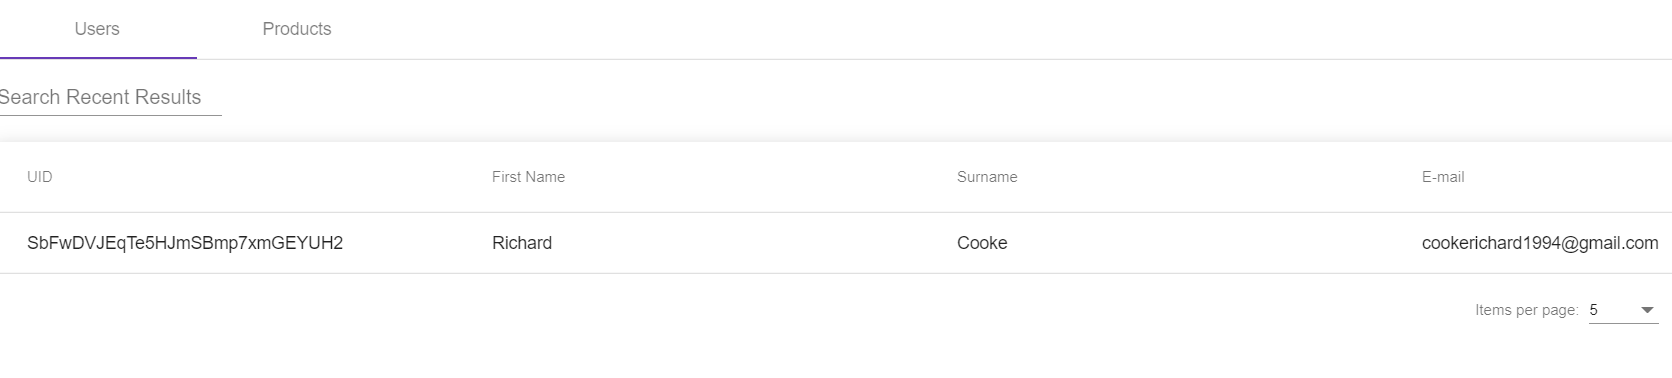 Users Products
Search Recent Results
UID First Name Surname E-mail
SbFwDVJEqTe5HJmSBmp7xmGEYUH2 Richard Cooke cookerichard1994@gmail.com
Items per page: 5